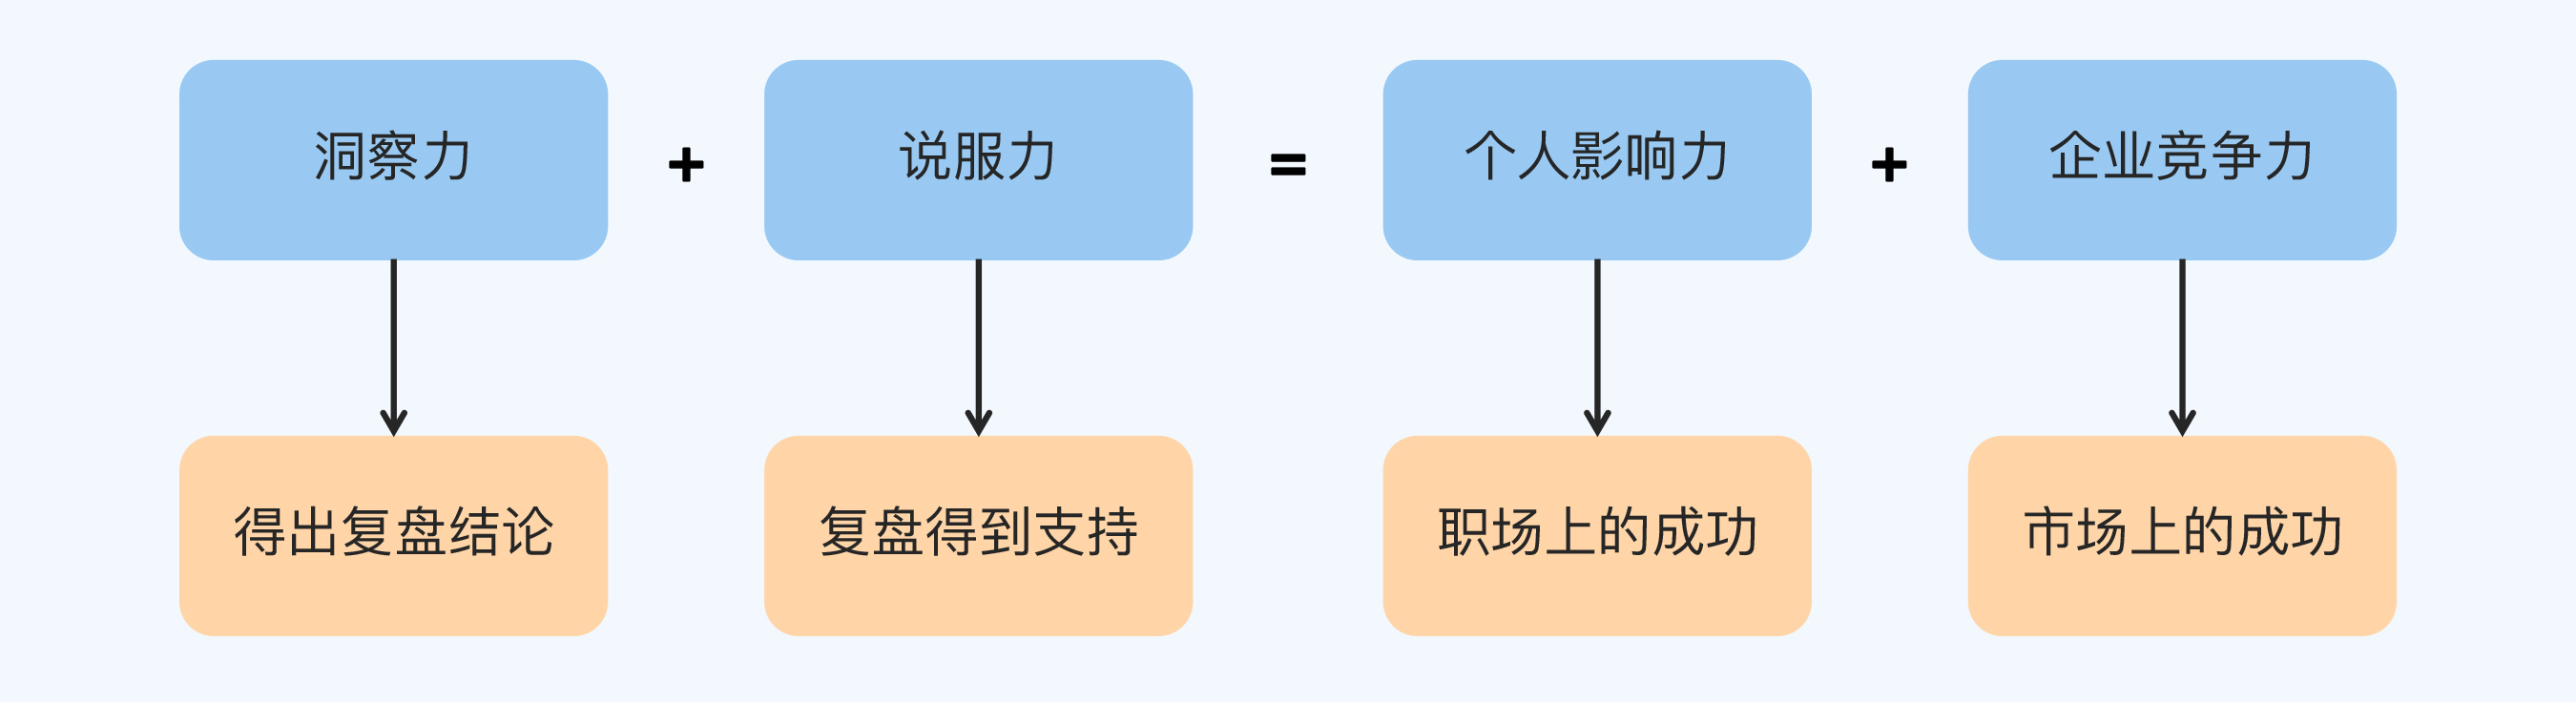 洞察力 + 说服力 = 个人影响力 + 企业竞争力
得出复盘结论 复盘得到支持 职场上的成功 市场上的成功